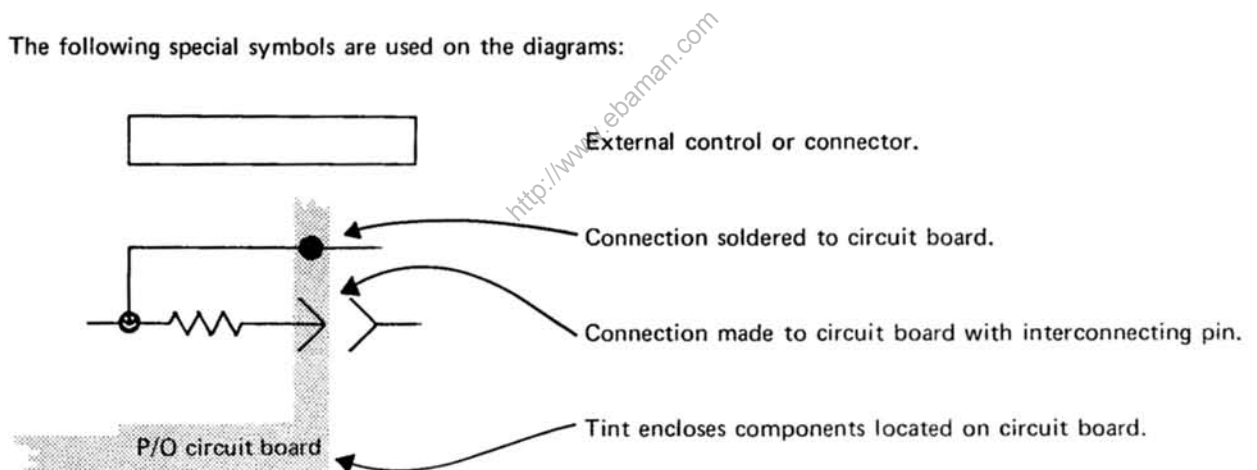 The following special symbols are used on the diagrams:
http://www.ebaman.com
External control or connector.
Connection soldered to circuit board.
Connection made to circuit board with interconnecting pin.
Tint encloses components located on circuit board.
P/O circuit board